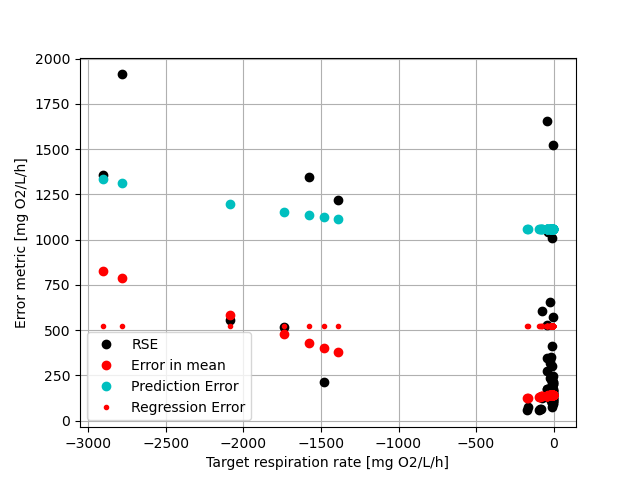 2000
1750
1500
1250
1000
750
500
250
0
Error metric [mg O2/L/h]
RSE
Error in mean
Prediction Error
Regression Error
−3000 −2500 −2000 −1500 −1000 −500 0
Target respiration rate [mg O2/L/h]